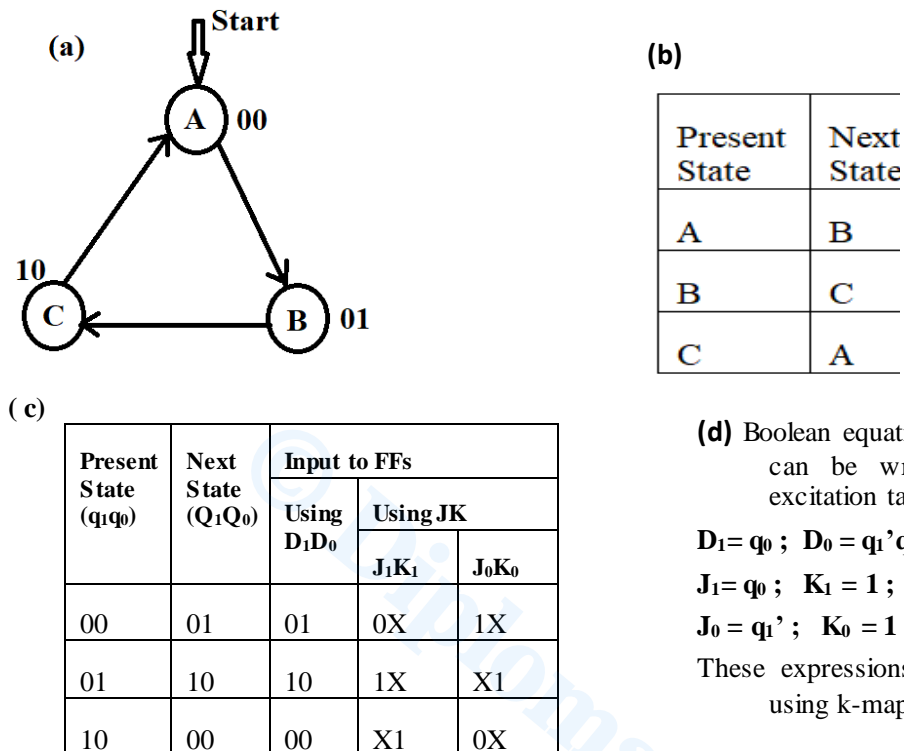 Start
(a)
A 00
10
C
B 01
(b)
Present State Next State
A B
B C
C A
( c)
Present State (q₁q₀) Next State (Q₁Q₀) Input to FFs
Using D₁D₀ Using JK
J₁K₁ J₀K₀
00 01 01 0X 1X
01 10 10 1X X1
10 00 00 X1 0X
(d) Boolean
can be
excitation
D₁= q₀ ; D₀ = q₁’
J₁= q₀ ; K₁ = 1 ;
J₀ = q₁’ ; K₀ = 1
These expressions
using k-map
© Diploma